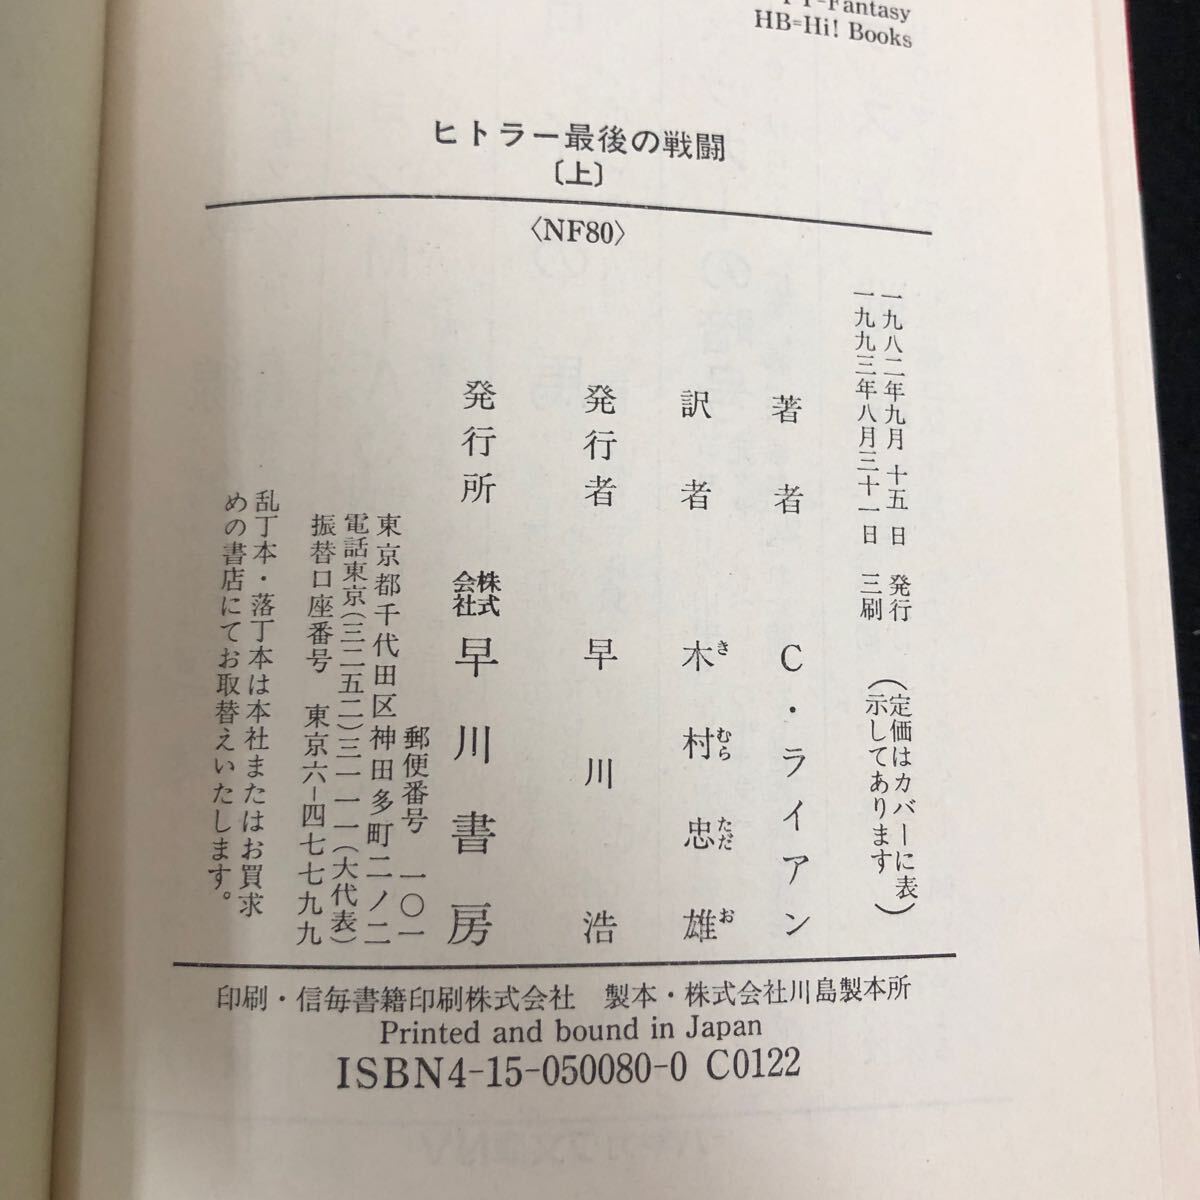 =Fantasy
HB=Hi! Books
ヒトラー最後の戦闘
〔上〕
〈NF80〉
一九八二年九月 十五 日 発行
一九九三年八月三十一日 三刷
(定価はカバーに表
示してあります)
著者 C・ライアン
訳者 木村忠雄
き むら ただ お
発行者 早川 浩
発行所 株式会社 早川書房
郵便番号 一〇一
東京都千代田区神田多町二ノ二
電話東京(三二五二)三一一一(大代表)
振替口座番号 東京六-四七七九九
乱丁本・落丁本は本社またはお買求
めの書店にてお取替えいたします。
印刷・信毎書籍印刷株式会社 製本・株式会社川島製本所
Printed and bound in Japan
ISBN4-15-050080-0 C0122